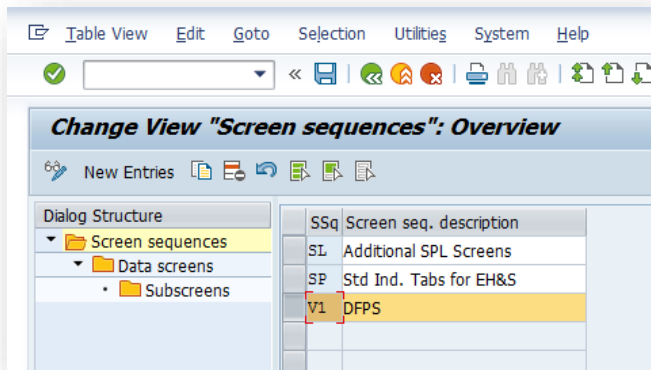 Table View Edit Goto Selection Utilities System Help
Change View "Screen sequences": Overview
New Entries
Dialog Structure
Screen sequences
Data screens
Subscreens
SSq Screen seq. description
SL Additional SPL Screens
SP Std Ind. Tabs for EH&S
V1 DFPS